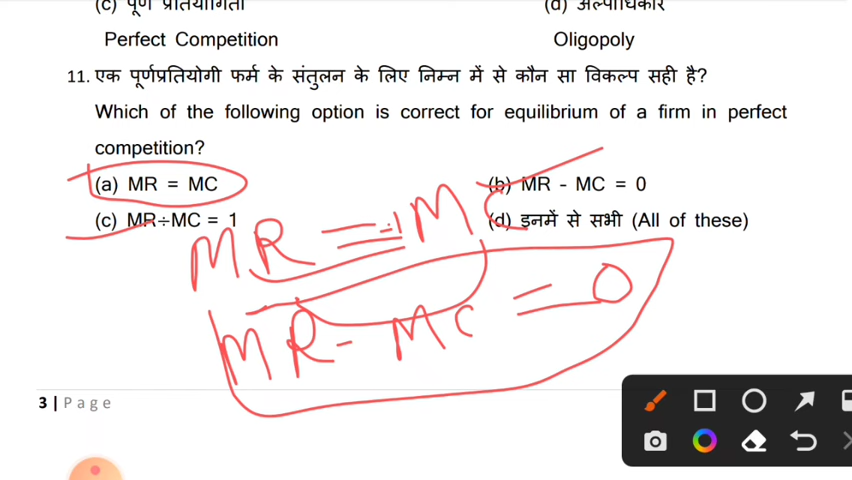 (c) पूर्ण प्रतियोगिता (d) अल्पाधिकार
Perfect Competition Oligopoly
11. एक पूर्णप्रतियोगी फर्म के संतुलन के लिए निम्न में से कौन सा विकल्प सही है?
Which of the following option is correct for equilibrium of a firm in perfect
competition?
(a) MR = MC (b) MR - MC = 0
(c) MR÷MC = 1 (d) इनमें से सभी (All of these)
MR = MC
MR - MC = 0
3 | Page